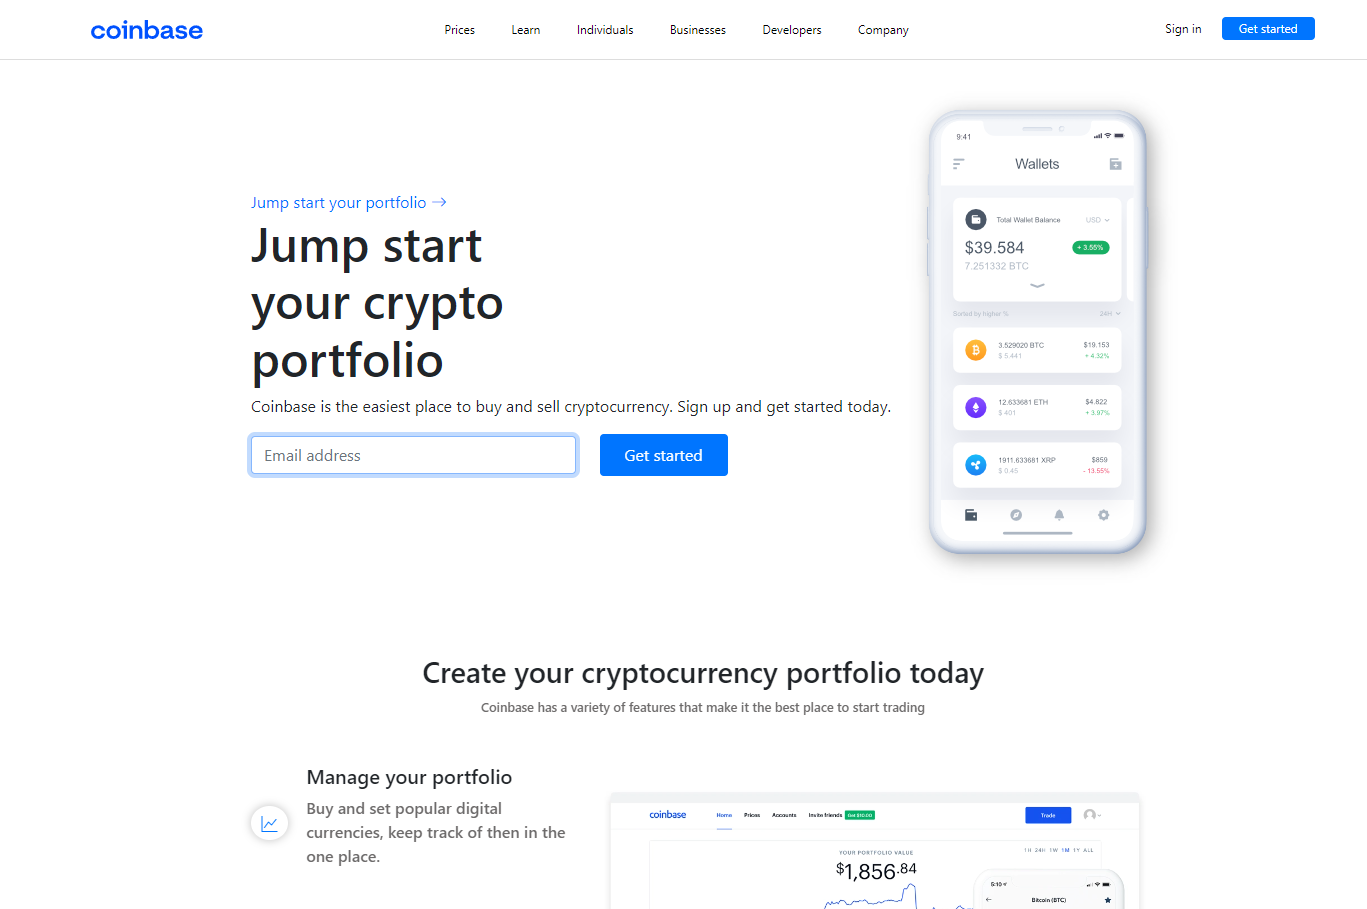 coinbase
Prices
Learn
Individuals
Businesses
Developers
Company
Sign in
Get started
Jump start your portfolio →
Jump start
your crypto
portfolio
Coinbase is the easiest place to buy and sell cryptocurrency. Sign up and get started today.
Email address
Get started
9:41
Wallets
Total Wallet Balance
USD
$39.584
+ 3.55%
7.251332 BTC
Sorted by higher %
24H
3.529020 BTC
$19.153
$ 5.441
+ 4.32%
12.633681 ETH
$4.822
$ 401
+ 3.97%
1911.633681 XRP
$859
$ 0.45
- 13.55%
Create your cryptocurrency portfolio today
Coinbase has a variety of features that make it the best place to start trading
Manage your portfolio
Buy and set popular digital
currencies, keep track of then in the
one place.
coinbase
Home
Prices
Accounts
Invite friends
Get $10.00
Trade
YOUR PORTFOLIO VALUE
$1,856.84
1H 24H 1W 1M 1Y ALL
5:10
Bitcoin (BTC)